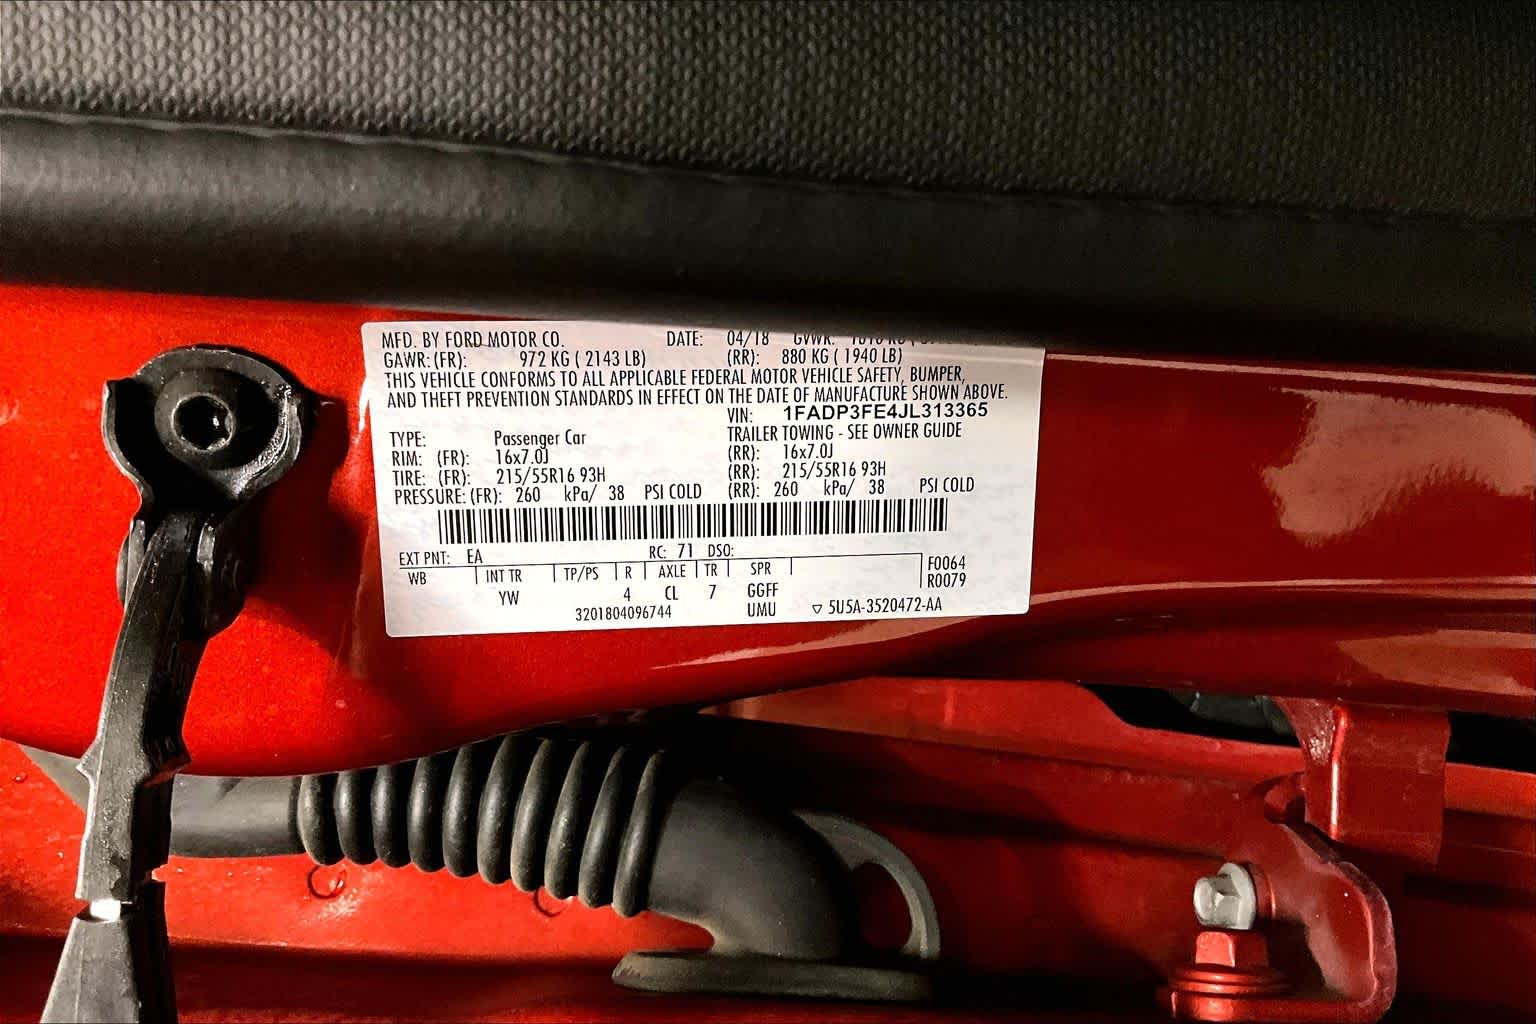 MFD. BY FORD MOTOR CO. DATE: 04/18 GVWR:
GAWR: (FR): 972 KG ( 2143 LB) (RR): 880 KG ( 1940 LB)
THIS VEHICLE CONFORMS TO ALL APPLICABLE FEDERAL MOTOR VEHICLE SAFETY, BUMPER,
AND THEFT PREVENTION STANDARDS IN EFFECT ON THE DATE OF MANUFACTURE SHOWN ABOVE.
VIN: 1FADP3FE4JL313365
TYPE: Passenger Car TRAILER TOWING - SEE OWNER GUIDE
RIM: (FR): 16x7.0J (RR): 16x7.0J
TIRE: (FR): 215/55R16 93H (RR): 215/55R16 93H
PRESSURE: (FR): 260 kPa/ 38 PSI COLD (RR): 260 kPa/ 38 PSI COLD
EXT PNT: EA RC: 71 DSO:
WB INT TR TP/PS R AXLE TR SPR F0064
YW 4 CL 7 GGFF R0079
3201804096744 UMU ▽ 5U5A-3520472-AA